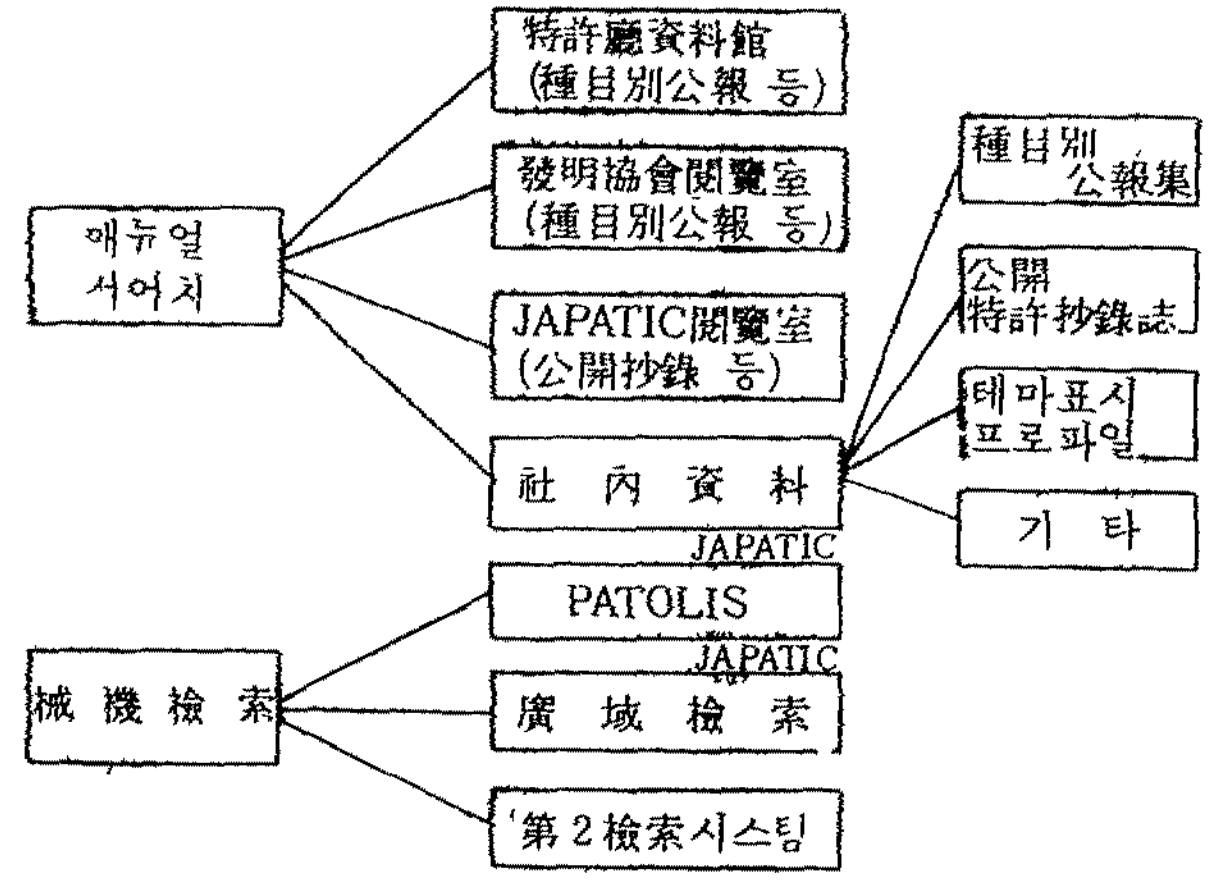 特許廳資料館
(種目別公報 등)
發明協會閱覽室
(種目別公報 등)
매뉴얼
서어치
JAPATIC閱覽室
(公開抄錄 등)
社內資料
種目別
公報集
公開
特許抄錄誌
테마표시
프로파일
기타
JAPATIC
PATOLIS
JAPATIC
械機檢索
廣域檢索
第2檢索시스팀